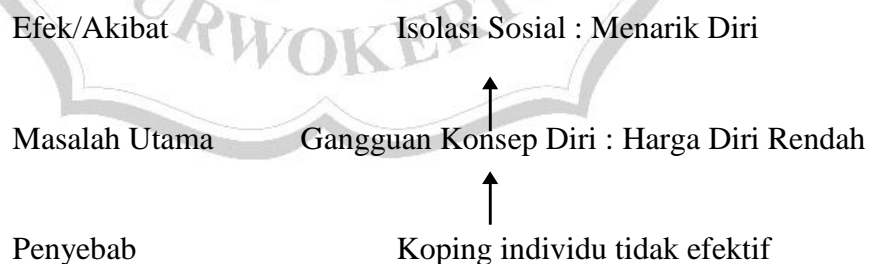 Efek/Akibat Isolasi Sosial : Menarik Diri
Masalah Utama Gangguan Konsep Diri : Harga Diri Rendah
Penyebab Koping individu tidak efektif